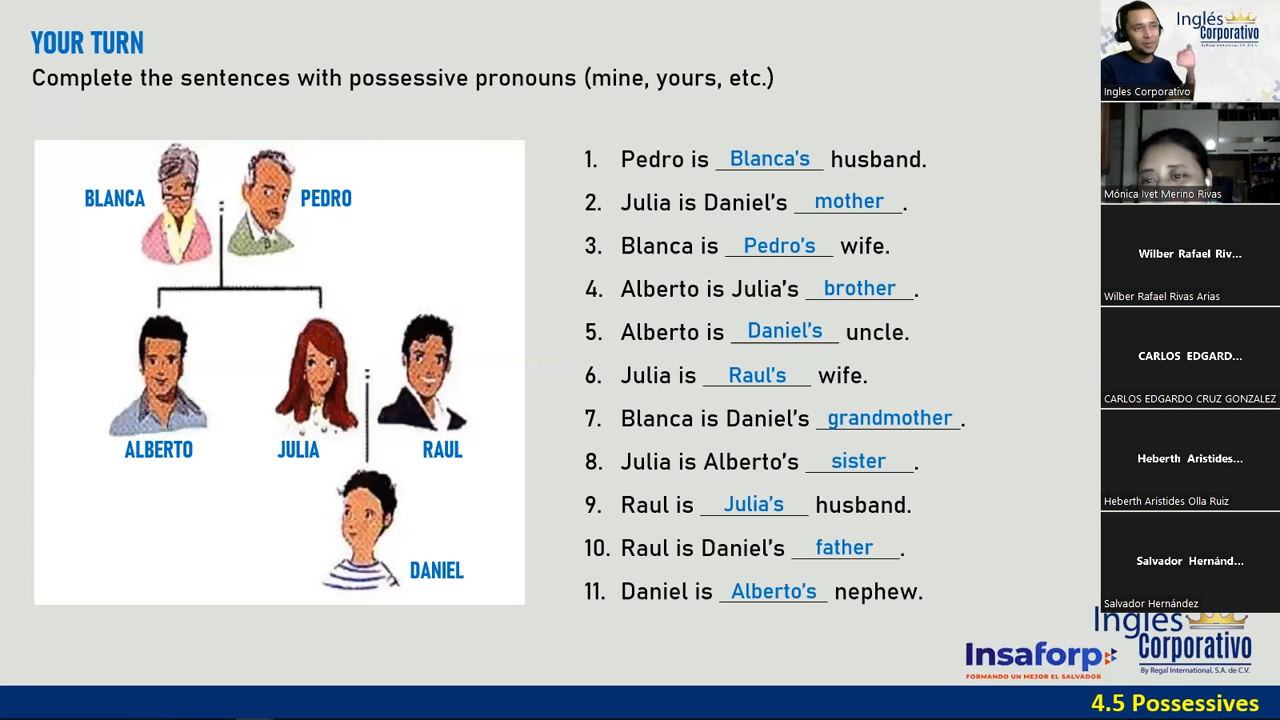 YOUR TURN
Complete the sentences with possessive pronouns (mine, yours, etc.)
BLANCA
PEDRO
ALBERTO
JULIA
RAUL
DANIEL
1. Pedro is Blanca's husband.
2. Julia is Daniel's mother.
3. Blanca is Pedro's wife.
4. Alberto is Julia's brother.
5. Alberto is Daniel's uncle.
6. Julia is Raul's wife.
7. Blanca is Daniel's grandmother.
8. Julia is Alberto's sister.
9. Raul is Julia's husband.
10. Raul is Daniel's father.
11. Daniel is Alberto's nephew.
Inglés
Corporativo
Ingles Corporativo
Mónica Ivet Merino Rivas
Wilber Rafael Riv...
Wilber Rafael Rivas Arias
CARLOS EDGARD...
CARLOS EDGARDO CRUZ GONZALEZ
Heberth Aristides...
Heberth Aristides Olla Ruiz
Salvador Hernánd...
Salvador Hernández
Insaforp
FORMANDO UN MEJOR EL SALVADOR
Inglés
Corporativo
By Regal International, S.A. de C.V.
4.5 Possessives